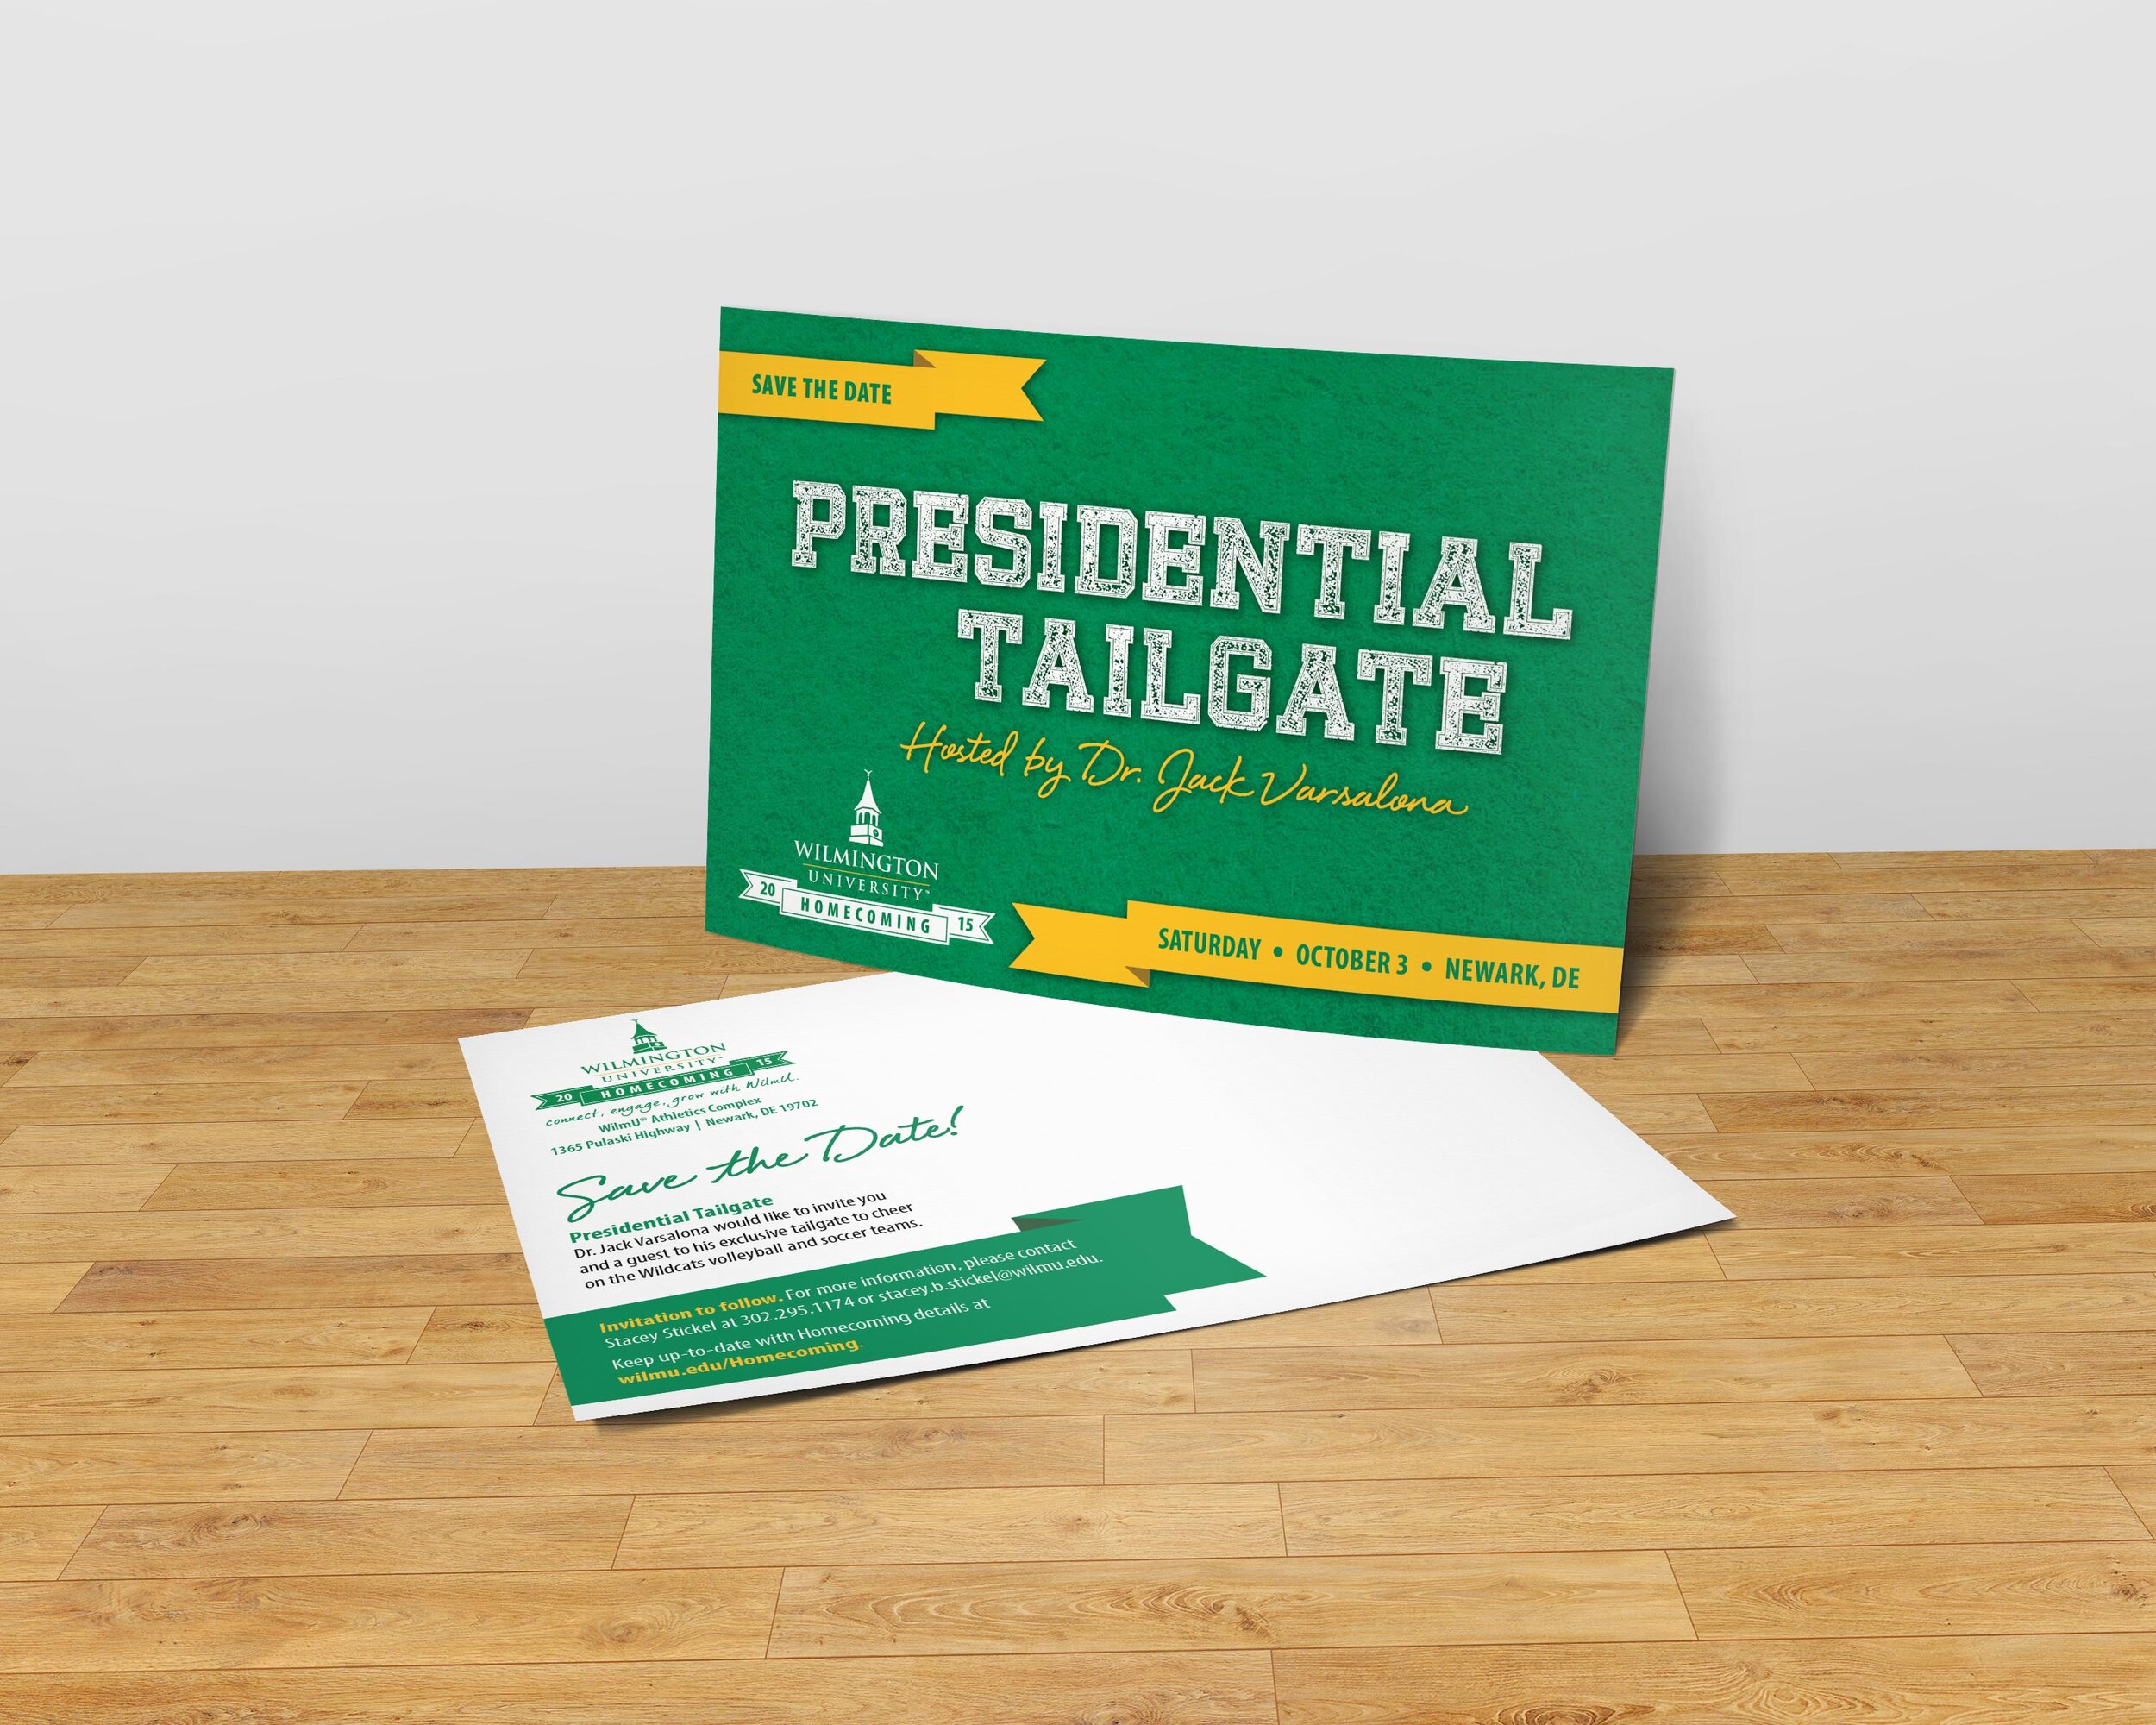 SAVE THE DATE
PRESIDENTIAL
TAILGATE
Hosted by Dr. Jack Varsalona
WILMINGTON
UNIVERSITY
20 HOMECOMING 15
SATURDAY • OCTOBER 3 • NEWARK, DE
WILMINGTON
UNIVERSITY
20 HOMECOMING 15
connect, engage, grow with WilmU.
WilmU® Athletics Complex
1365 Pulaski Highway | Newark, DE 19702
Save the Date!
Presidential Tailgate
Dr. Jack Varsalona would like to invite you
and a guest to his exclusive tailgate to cheer
on the Wildcats volleyball and soccer teams.
Invitation to follow. For more information, please contact
Stacey Stickel at 302.295.1174 or stacey.b.stickel@wilmu.edu.
Keep up-to-date with Homecoming details at
wilmu.edu/Homecoming.